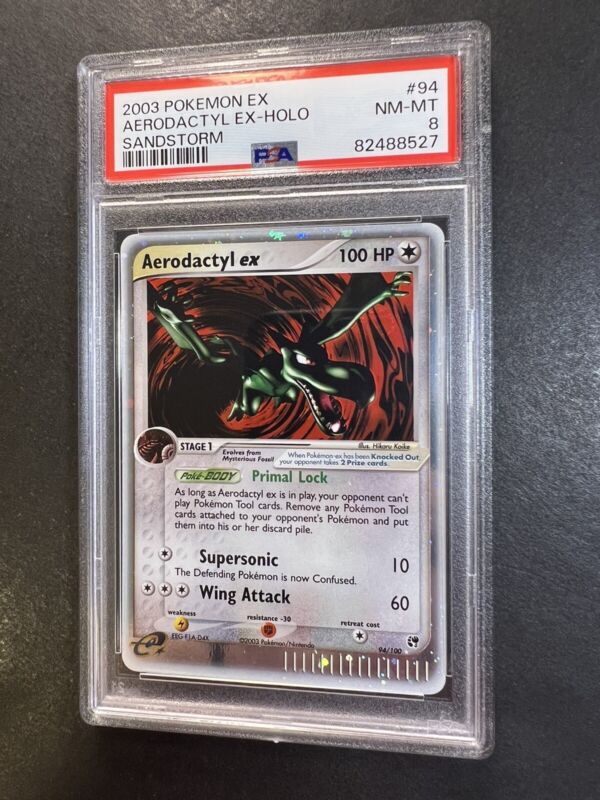 2003 POKEMON EX #94
AERODACTYL EX-HOLO NM-MT
SANDSTORM 8
PSA 82488527
Aerodactyl ex 100 HP
Illus. Hikaru Koike
STAGE 1
Evolves from
Mysterious Fossil
When Pokémon-ex has been Knocked Out,
your opponent takes 2 Prize cards.
Poké-BODY Primal Lock
As long as Aerodactyl ex is in play, your opponent can't
play Pokémon Tool cards. Remove any Pokémon Tool
cards attached to your opponent's Pokémon and put
them into his or her discard pile.
Supersonic 10
The Defending Pokémon is now Confused.
Wing Attack 60
weakness resistance -30 retreat cost
e
EEG F1A-D4X ©2003 Pokémon/Nintendo 94/100